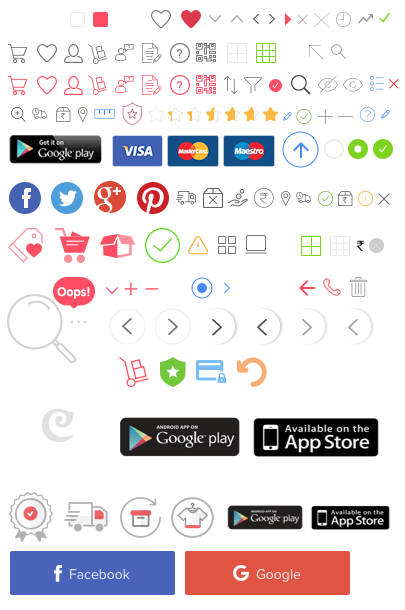 Get it on
Google play
VISA
MasterCard
Maestro
g+
Oops!
ANDROID APP ON
Google play
Available on the
App Store
ANDROID APP ON
Google play
Available on the
App Store
f Facebook
G Google